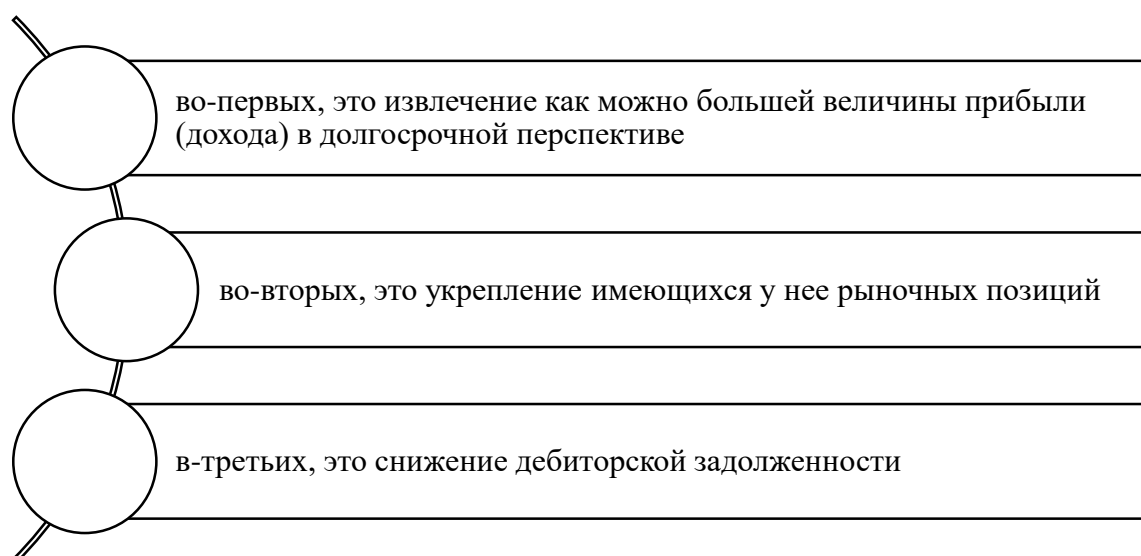 во-первых, это извлечение как можно большей величины прибыли
(дохода) в долгосрочной перспективе
во-вторых, это укрепление имеющихся у нее рыночных позиций
в-третьих, это снижение дебиторской задолженности